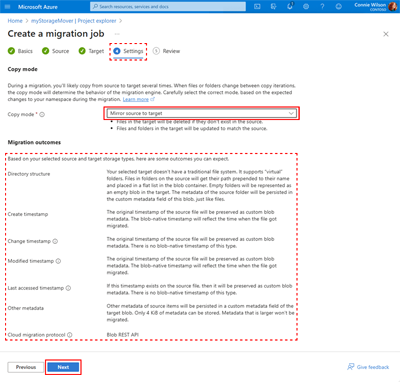 Microsoft Azure
Search resources, services, and docs (G+/)
Connie Wilson
CONTOSO
Home > myStorageMover | Project explorer >
Create a migration job ...
Basics
Source
Target
4 Settings
5 Review
Copy mode
During a migration, you'll likely copy from source to target several times. When files or folders change between copy iterations,
the copy mode will determine the behavior of the migration engine. Carefully select the correct mode, based on the expected
changes to your namespace during the migration. Learn more
Copy mode *
Mirror source to target
• Files in the target will be deleted if they don't exist in the source.
• Files and folders in the target will be updated to match the source.
Migration outcomes
Based on your selected source and target storage types, here are some outcomes you can expect.
Directory structure
Your selected target doesn't have a traditional file system. It supports "virtual"
folders. Files in folders on the source will get their path prepended to their name
and placed in a flat list in the blob container. Empty folders will be represented as
an empty blob in the target. The metadata of the source folder will be persisted in
the custom metadata field of this blob, just like files.
Create timestamp
The original timestamp of the source file will be preserved as custom blob
metadata. The blob-native timestamp will reflect the time when the file got
migrated.
Change timestamp
The original timestamp of the source file will be preserved as custom blob
metadata. There is no blob-native timestamp of this type.
Modified timestamp
The original timestamp of the source file will be preserved as custom blob
metadata. The blob-native timestamp will reflect the time when the file got
migrated.
Last accessed timestamp
If this timestamp exists on the source file, then it will be preserved as custom blob
metadata. There is no blob-native timestamp of this type.
Other metadata
Other metadata of source items will be persisted in a custom metadata field of the
target blob. Only 4 KiB of metadata can be stored. Metadata that is larger won't be
migrated.
Cloud migration protocol
Blob REST API
Previous
Next
Give feedback